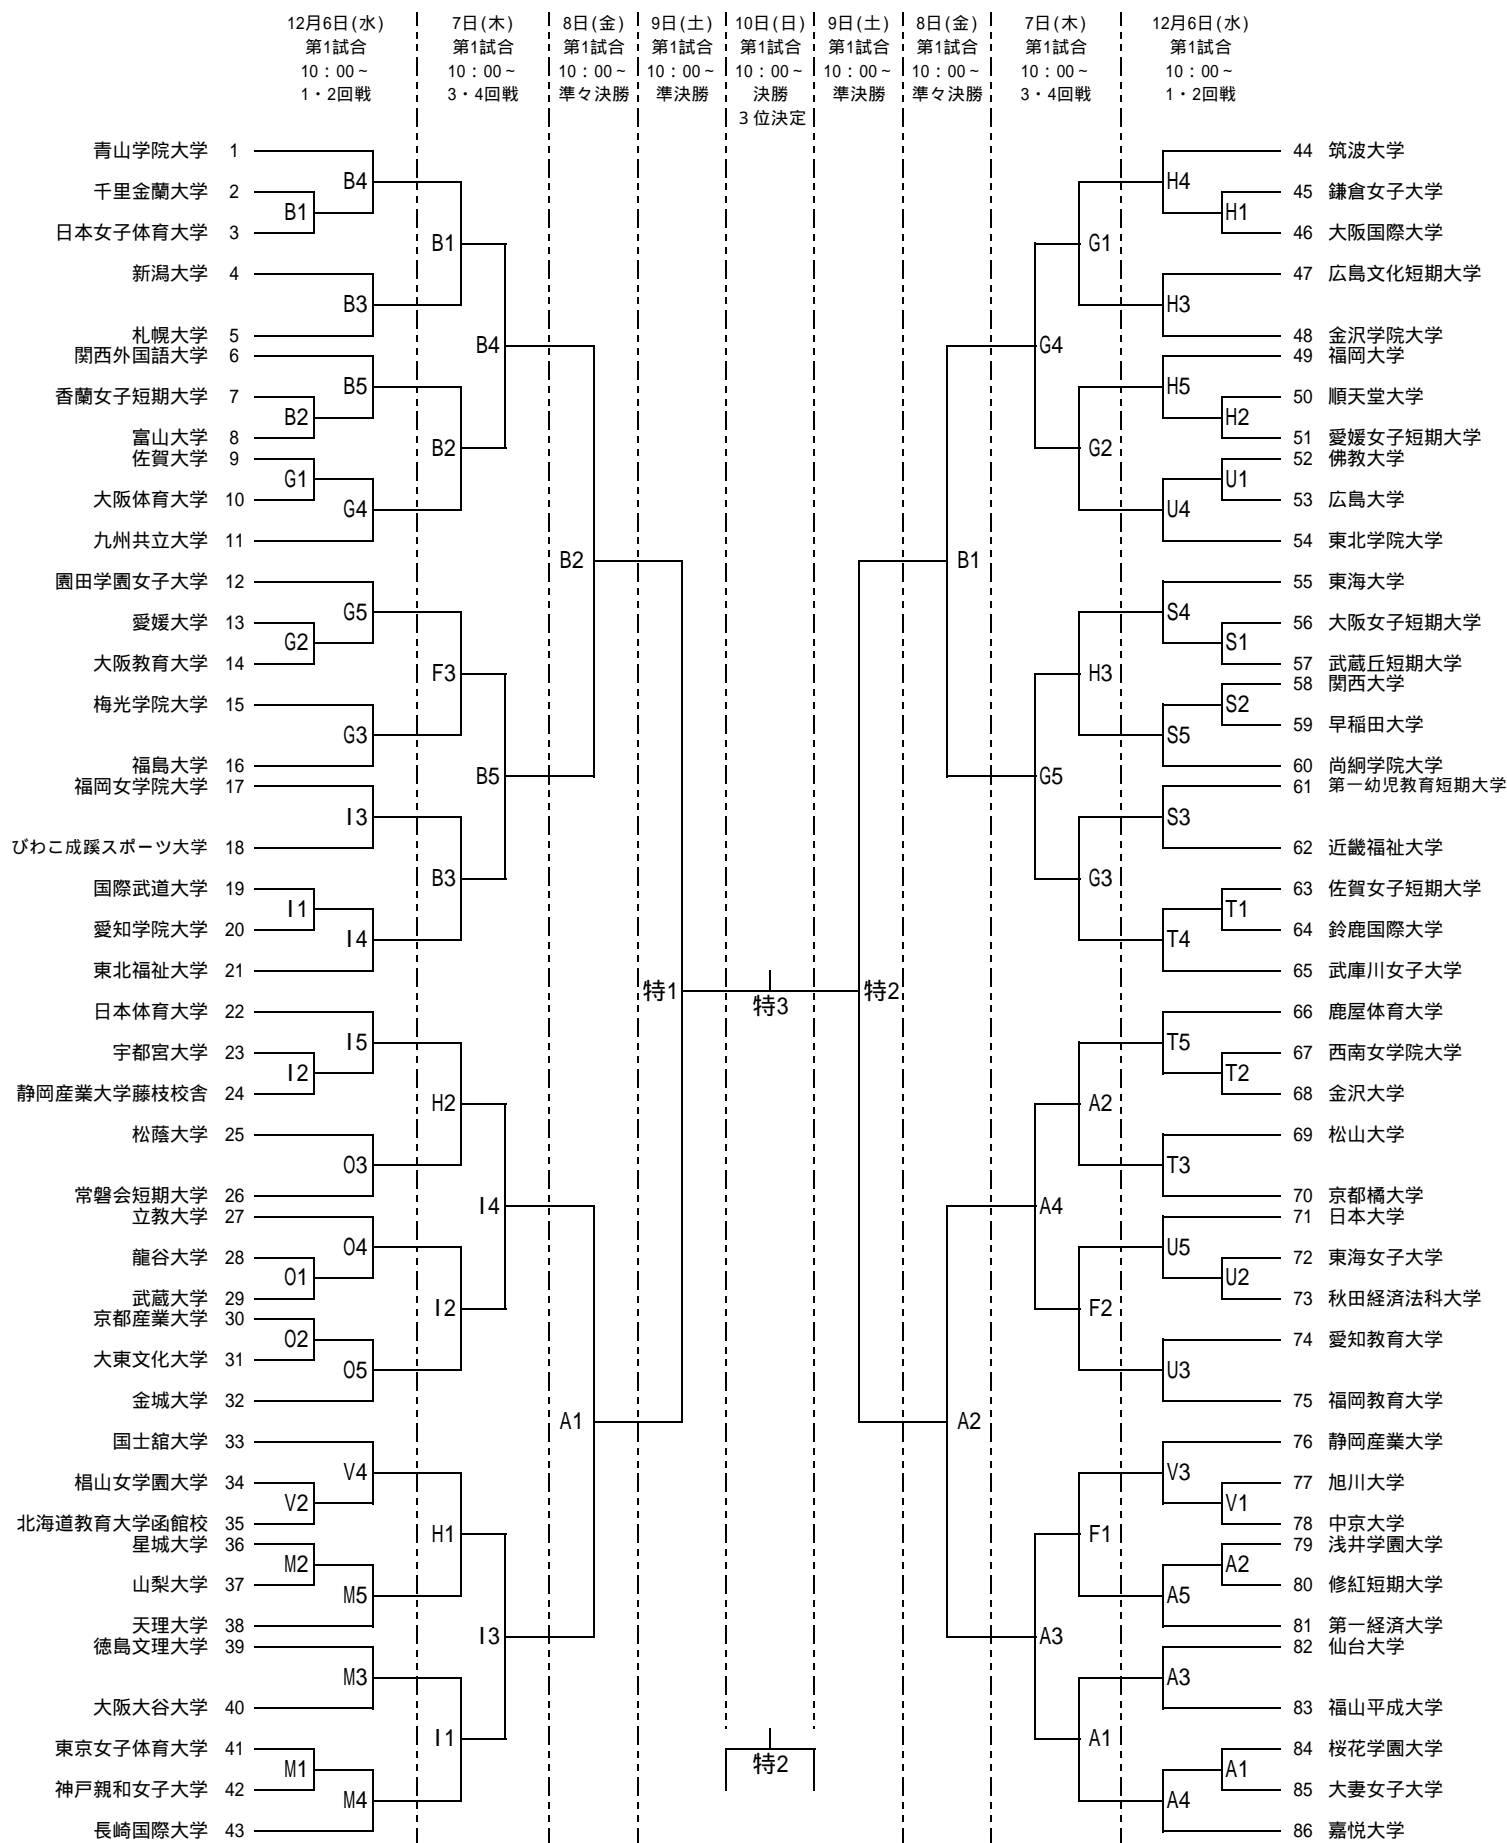 12月6日(水) 7日(木) 8日(金) 9日(土) 10日(日) 9日(土) 8日(金) 7日(木) 12月6日(水)
第1試合 第1試合 第1試合 第1試合 第1試合 第1試合 第1試合 第1試合 第1試合
10：00～ 10：00～ 10：00～ 10：00～ 10：00～ 10：00～ 10：00～ 10：00～ 10：00～
1・2回戦 3・4回戦 準々決勝 準決勝 決勝 準決勝 準々決勝 3・4回戦 1・2回戦
３位決定
青山学院大学 1 44 筑波大学
B4 H4
千里金蘭大学 2 45 鎌倉女子大学
B1 H1
日本女子体育大学 3 46 大阪国際大学
B1 G1
新潟大学 4 47 広島文化短期大学
B3 H3
札幌大学 5 48 金沢学院大学
B4 G4
関西外国語大学 6 49 福岡大学
B5 H5
香蘭女子短期大学 7 50 順天堂大学
B2 H2
富山大学 8 51 愛媛女子短期大学
B2 G2
佐賀大学 9 52 佛教大学
G1 U1
大阪体育大学 10 53 広島大学
G4 U4
九州共立大学 11 54 東北学院大学
B2 B1
園田学園女子大学 12 55 東海大学
G5 S4
愛媛大学 13 56 大阪女子短期大学
G2 S1
大阪教育大学 14 57 武蔵丘短期大学
F3 H3
58 関西大学
梅光学院大学 15 S2
59 早稲田大学
G3 S5
福島大学 16 60 尚絅学院大学
B5 G5
福岡女学院大学 17 61 第一幼児教育短期大学
I3 S3
びわこ成蹊スポーツ大学 18 62 近畿福祉大学
B3 G3
国際武道大学 19 63 佐賀女子短期大学
I1 T1
愛知学院大学 20 64 鈴鹿国際大学
I4 T4
東北福祉大学 21 65 武庫川女子大学
特1 特3 特2
日本体育大学 22 66 鹿屋体育大学
I5 T5
宇都宮大学 23 67 西南女学院大学
I2 T2
静岡産業大学藤枝校舎 24 68 金沢大学
H2 A2
松蔭大学 25 69 松山大学
O3 T3
常磐会短期大学 26 70 京都橘大学
I4 A4
立教大学 27 71 日本大学
O4 U5
龍谷大学 28 72 東海女子大学
O1 U2
武蔵大学 29 73 秋田経済法科大学
I2 F2
京都産業大学 30
O2 74 愛知教育大学
大東文化大学 31
O5 U3
金城大学 32 75 福岡教育大学
A1 A2
国士舘大学 33 76 静岡産業大学
V4 V3
椙山女学園大学 34 77 旭川大学
V2 V1
北海道教育大学函館校 35 78 中京大学
H1 F1
星城大学 36 79 浅井学園大学
M2 A2
山梨大学 37 80 修紅短期大学
M5 A5
天理大学 38 81 第一経済大学
I3 A3
徳島文理大学 39 82 仙台大学
M3 A3
大阪大谷大学 40 83 福山平成大学
I1 A1
東京女子体育大学 41 84 桜花学園大学
M1 特2 A1
神戸親和女子大学 42 85 大妻女子大学
M4 A4
長崎国際大学 43 86 嘉悦大学